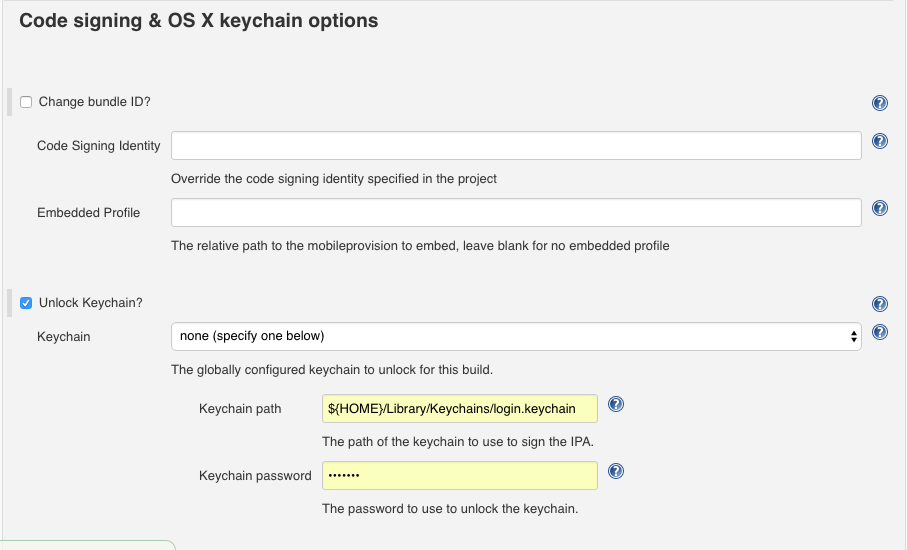 Code signing & OS X keychain options
Change bundle ID?
?
Code Signing Identity
?
Override the code signing identity specified in the project
Embedded Profile
?
The relative path to the mobileprovision to embed, leave blank for no embedded profile
Unlock Keychain?
?
Keychain
none (specify one below)
?
The globally configured keychain to unlock for this build.
Keychain path
${HOME}/Library/Keychains/login.keychain
?
The path of the keychain to use to sign the IPA.
Keychain password
•••••••
?
The password to use to unlock the keychain.